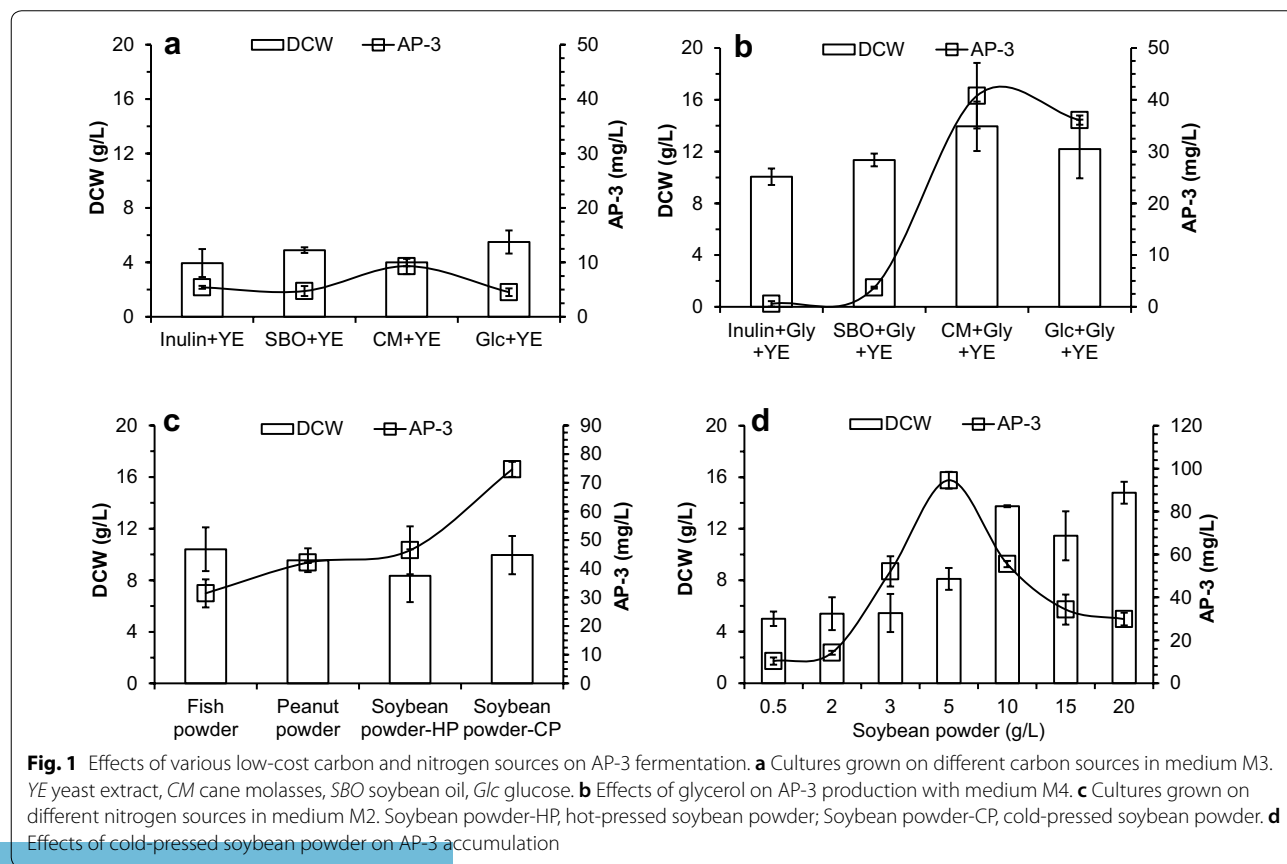 a
DCW AP-3
20
16
12
8
4
0
DCW (g/L)
50
40
30
20
10
0
AP-3 (mg/L)
Inulin+YE SBO+YE CM+YE Glc+YE
b
DCW AP-3
20
16
12
8
4
0
DCW (g/L)
50
40
30
20
10
0
AP-3 (mg/L)
Inulin+Gly SBO+Gly CM+Gly Glc+Gly
+YE +YE +YE +YE
c
DCW AP-3
20
16
12
8
4
0
DCW (g/L)
90
80
70
60
50
40
30
20
10
0
AP-3 (mg/L)
Fish Peanut Soybean Soybean
powder powder powder-HP powder-CP
d
DCW AP-3
20
16
12
8
4
0
DCW (g/L)
120
100
80
60
40
20
0
AP-3 (mg/L)
0.5 2 3 5 10 15 20
Soybean powder (g/L)
Fig. 1 Effects of various low-cost carbon and nitrogen sources on AP-3 fermentation. a Cultures grown on different carbon sources in medium M3.
YE yeast extract, CM cane molasses, SBO soybean oil, Glc glucose. b Effects of glycerol on AP-3 production with medium M4. c Cultures grown on
different nitrogen sources in medium M2. Soybean powder-HP, hot-pressed soybean powder; Soybean powder-CP, cold-pressed soybean powder. d
Effects of cold-pressed soybean powder on AP-3 accumulation